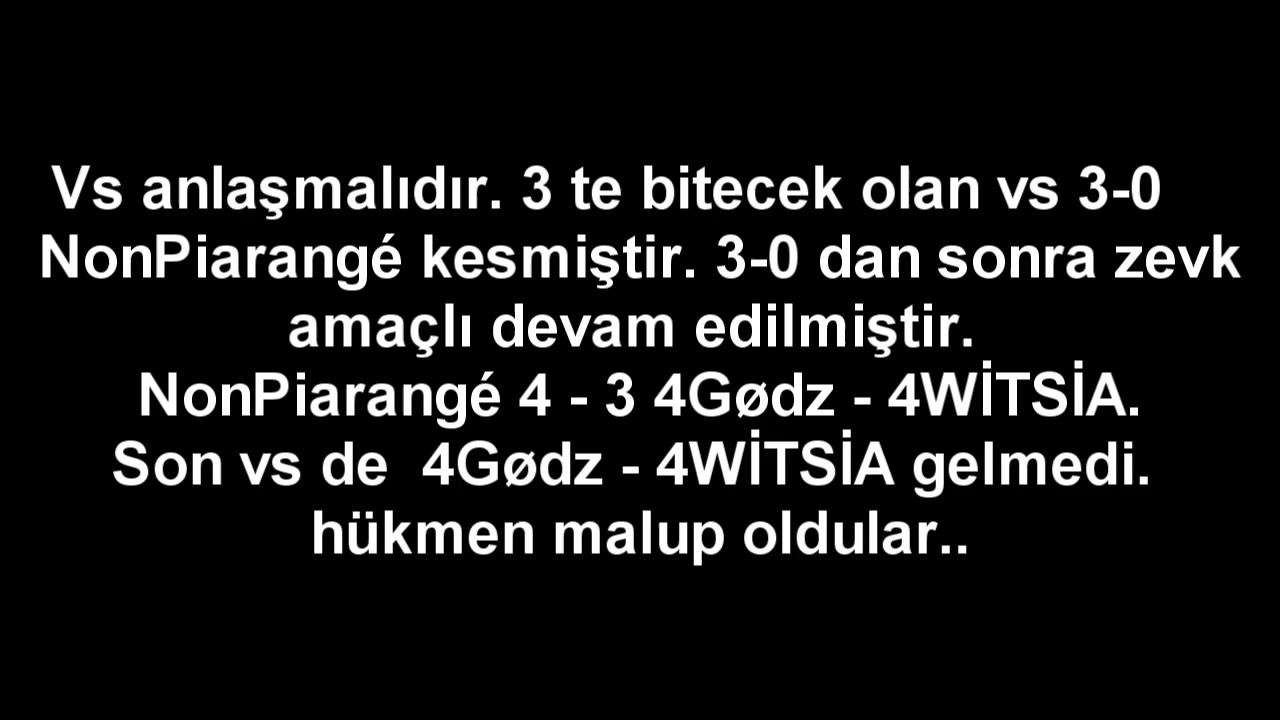 Vs anlaşmalıdır. 3 te bitecek olan vs 3-0
NonPiarangé kesmiştir. 3-0 dan sonra zevk
amaçlı devam edilmiştir.
NonPiarangé 4 - 3 4Gødz - 4WİTSİA.
Son vs de  4Gødz - 4WİTSİA gelmedi.
hükmen malup oldular..